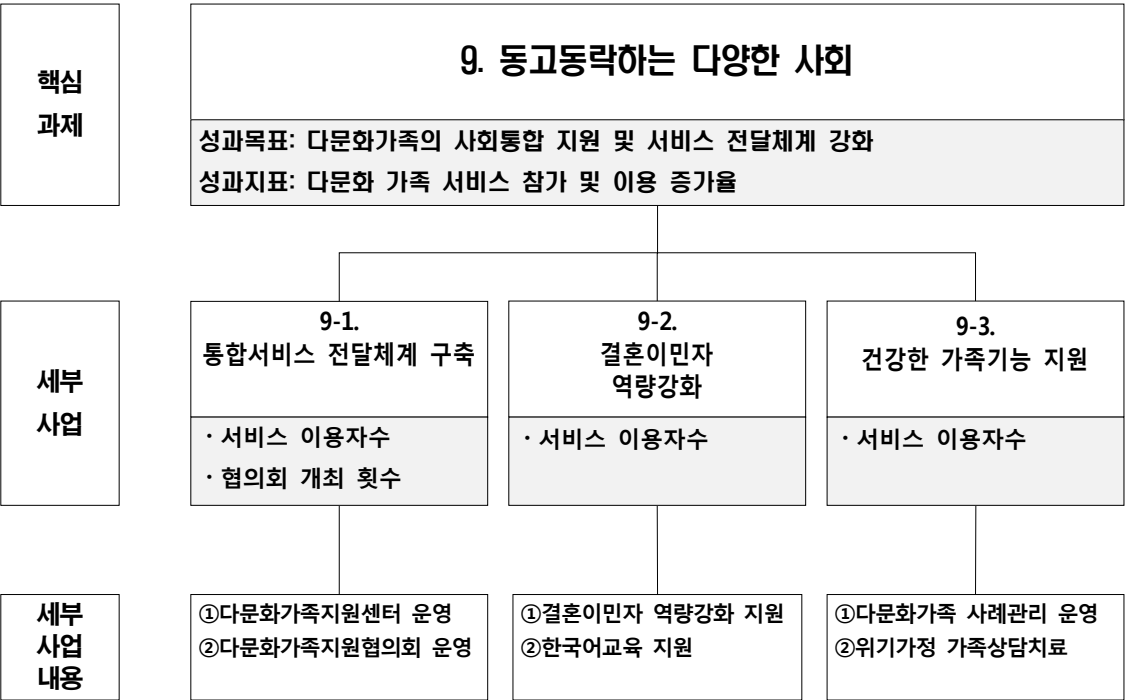 핵심
과제
9. 동고동락하는 다양한 사회
성과목표: 다문화가족의 사회통합 지원 및 서비스 전달체계 강화
성과지표: 다문화 가족 서비스 참가 및 이용 증가율
세부
사업
9-1.
통합서비스 전달체계 구축
· 서비스 이용자수
· 협의회 개최 횟수
9-2.
결혼이민자
역량강화
· 서비스 이용자수
9-3.
건강한 가족기능 지원
· 서비스 이용자수
세부
사업
내용
①다문화가족지원센터 운영
②다문화가족지원협의회 운영
①결혼이민자 역량강화 지원
②한국어교육 지원
①다문화가족 사례관리 운영
②위기가정 가족상담치료